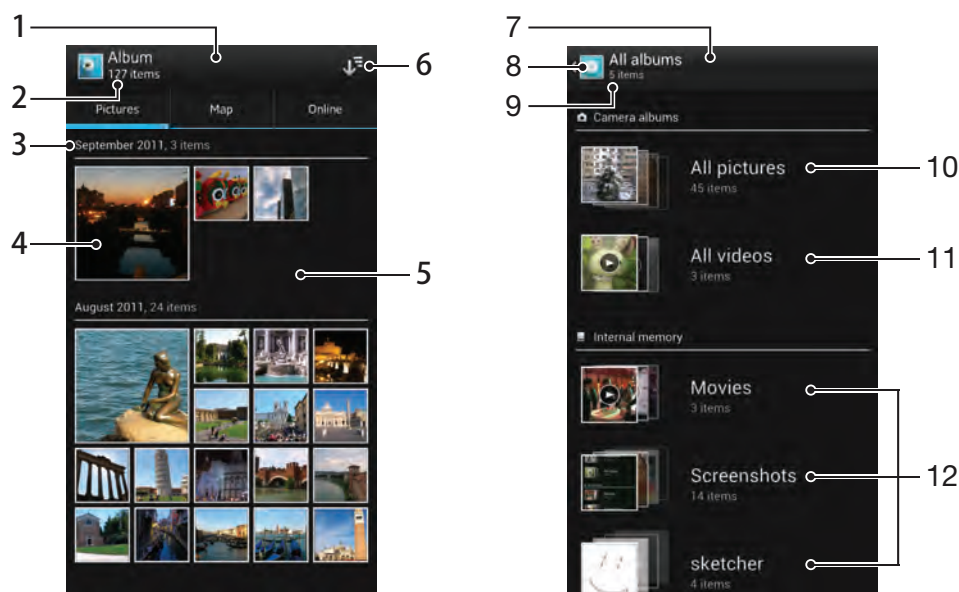 1
Album
127 items
2
6
Pictures Map Online
3
September 2011, 3 items
4
5
August 2011, 24 items
7
8
All albums
5 items
9
Camera albums
All pictures
45 items
10
All videos
3 items
11
Internal memory
Movies
3 items
Screenshots
14 items
12
sketcher
4 items